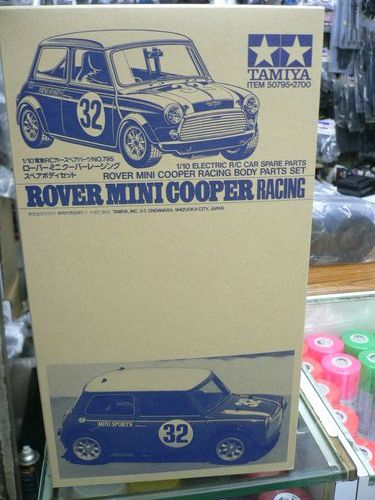 32
TAMIYA
ITEM 50795•2700
1/10電動RCカースペアパーツNO.795
ローバー・ミニクーパーレーシング
スペアボディセット
1/10 ELECTRIC R/C CAR SPARE PARTS
ROVER MINI COOPER RACING BODY PARTS SET
ROVER MINI COOPER RACING
TAMIYA, INC. 3-7, ONDAWARA, SHIZUOKA-CITY, JAPAN.
MINI SPORTS
32